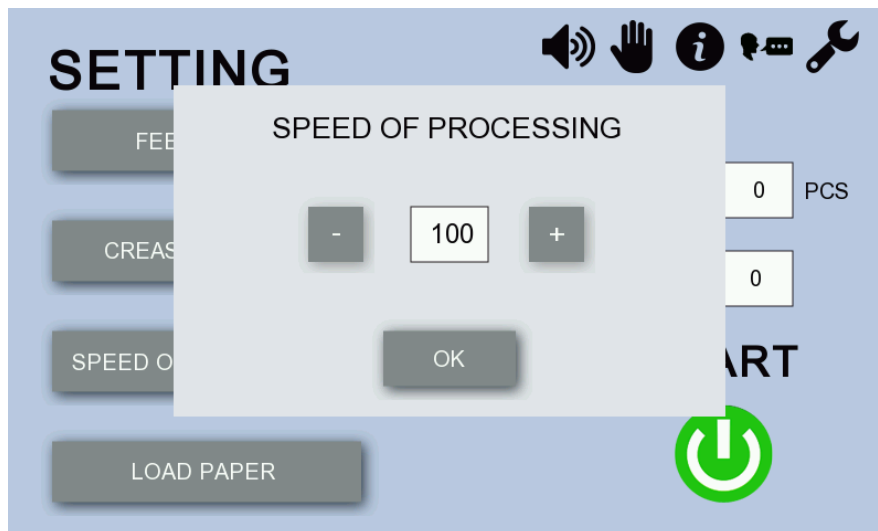 SETTING
SPEED OF PROCESSING
FEE
0 PCS
- 100 +
CREAS
0
OK
SPEED O
ART
LOAD PAPER